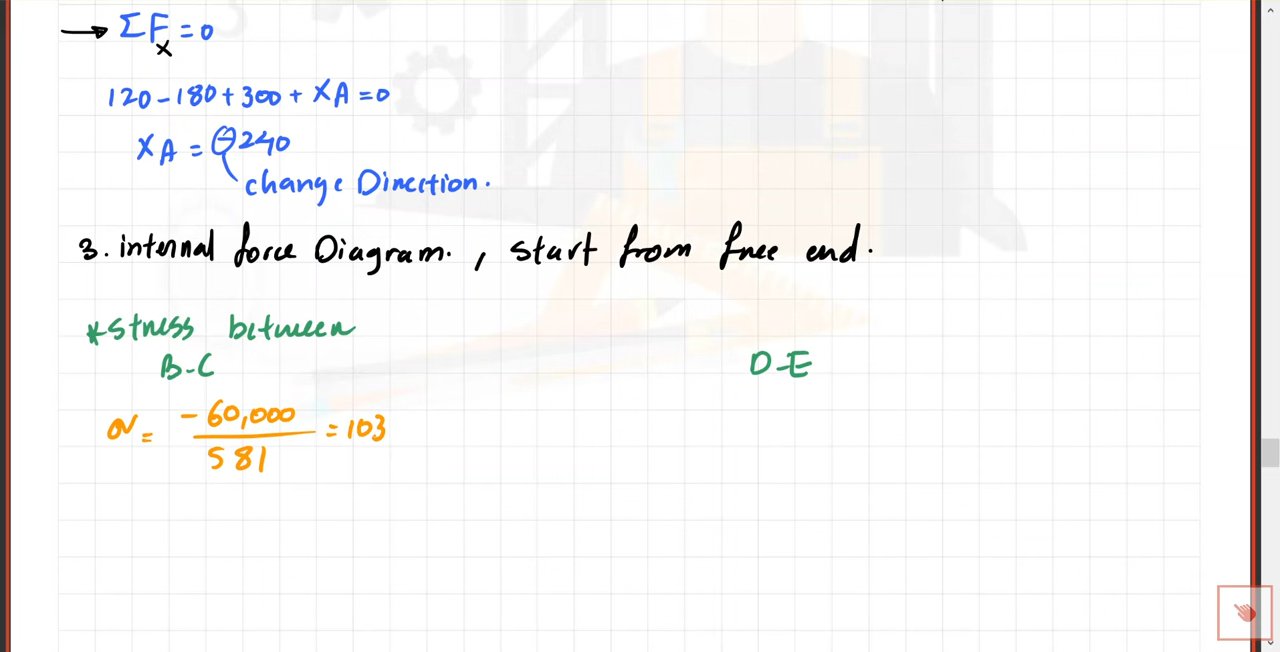 → ΣFx = 0
120 - 180 + 300 + XA = 0
XA = ⊖240
change Direction.
3. internal force Diagram. , start from free end.
*stress between
B-C
D-E
σ = -60,000 / 581 = 103